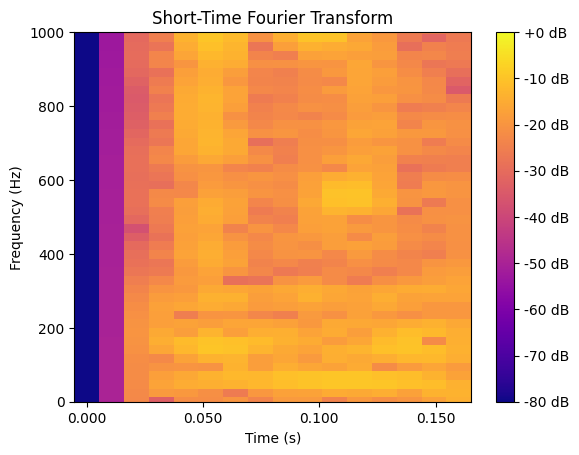 Short-Time Fourier Transform
1000
800
600
400
200
0
Frequency (Hz)
0.000
0.050
0.100
0.150
Time (s)
+0 dB
-10 dB
-20 dB
-30 dB
-40 dB
-50 dB
-60 dB
-70 dB
-80 dB